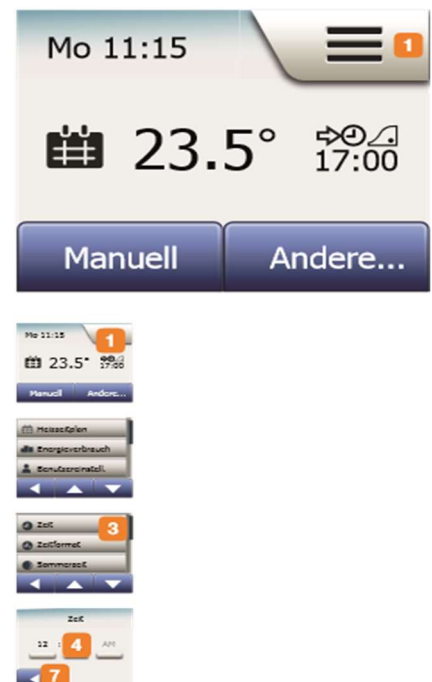 Mo 11:15
1
23.5°
17:00
Manuell
Andere...
Mo 11:15
1
23.5°
17:00
Manuell
Andere...
Heizzeitplan
Energieverbrauch
Benutzereinstell.
Zeit
3
Zeitformat
Sommerzeit
Zeit
12 : 4 AM
7